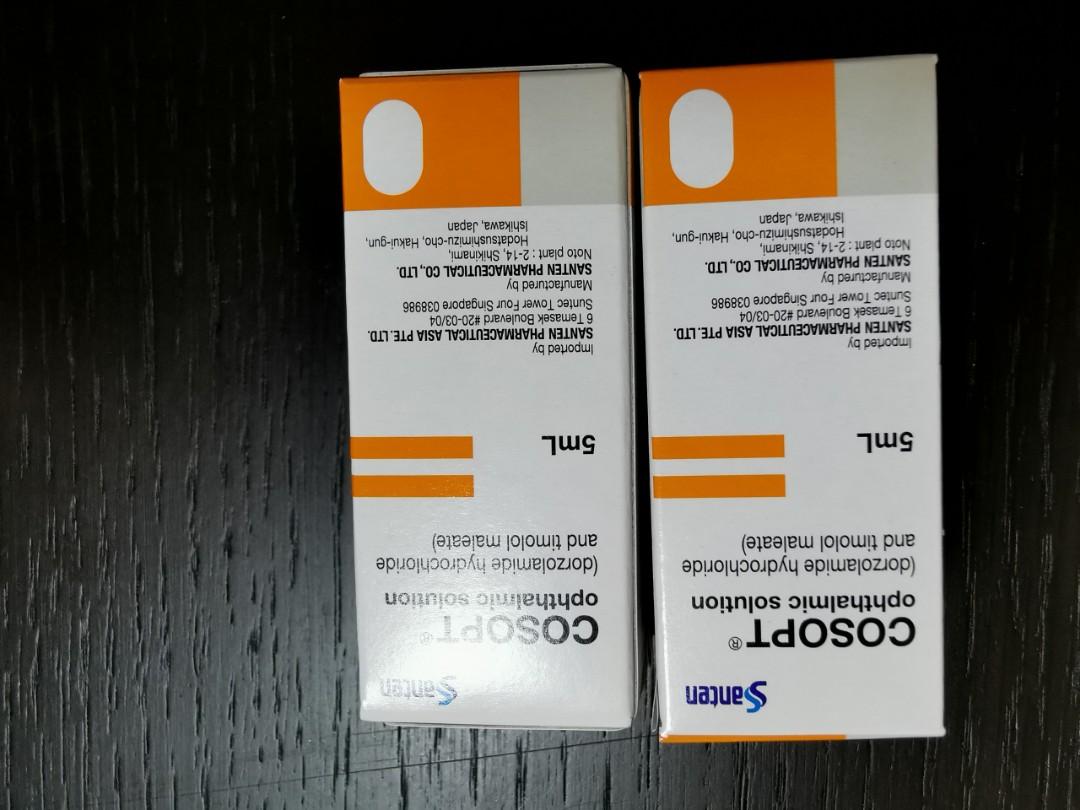 Santen
COSOPT®
ophthalmic solution
(dorzolamide hydrochloride
and timolol maleate)
5mL
Imported by
SANTEN PHARMACEUTICAL ASIA PTE. LTD.
6 Temasek Boulevard #20-03/04
Suntec Tower Four Singapore 038986
Manufactured by
SANTEN PHARMACEUTICAL CO., LTD.
Noto plant : 2-14, Shikinami,
Hodatsushimizu-cho, Hakui-gun,
Ishikawa, Japan
Santen
COSOPT®
ophthalmic solution
(dorzolamide hydrochloride
and timolol maleate)
5mL
Imported by
SANTEN PHARMACEUTICAL ASIA PTE. LTD.
6 Temasek Boulevard #20-03/04
Suntec Tower Four Singapore 038986
Manufactured by
SANTEN PHARMACEUTICAL CO., LTD.
Noto plant : 2-14, Shikinami,
Hodatsushimizu-cho, Hakui-gun,
Ishikawa, Japan